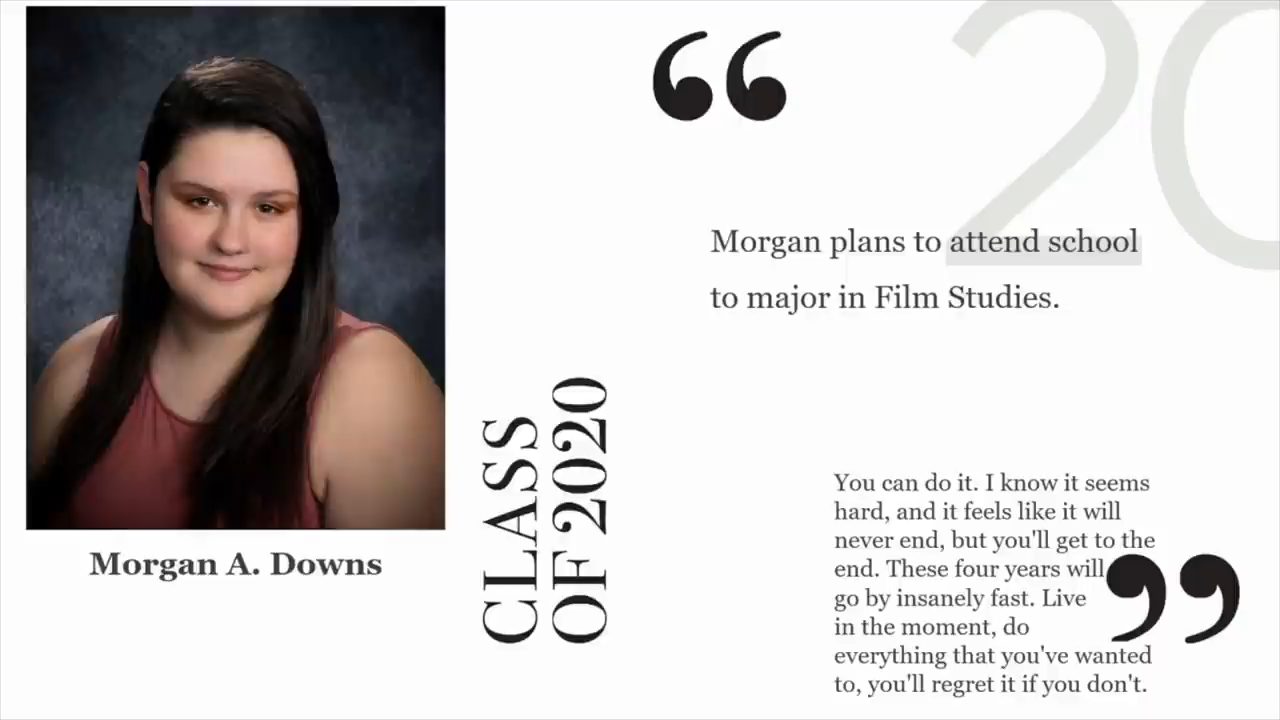 “
20
Morgan plans to attend school
to major in Film Studies.
CLASS
OF 2020
You can do it. I know it seems
hard, and it feels like it will
never end, but you'll get to the
end. These four years will
go by insanely fast. Live
in the moment, do
everything that you've wanted
to, you'll regret it if you don't.
”
Morgan A. Downs